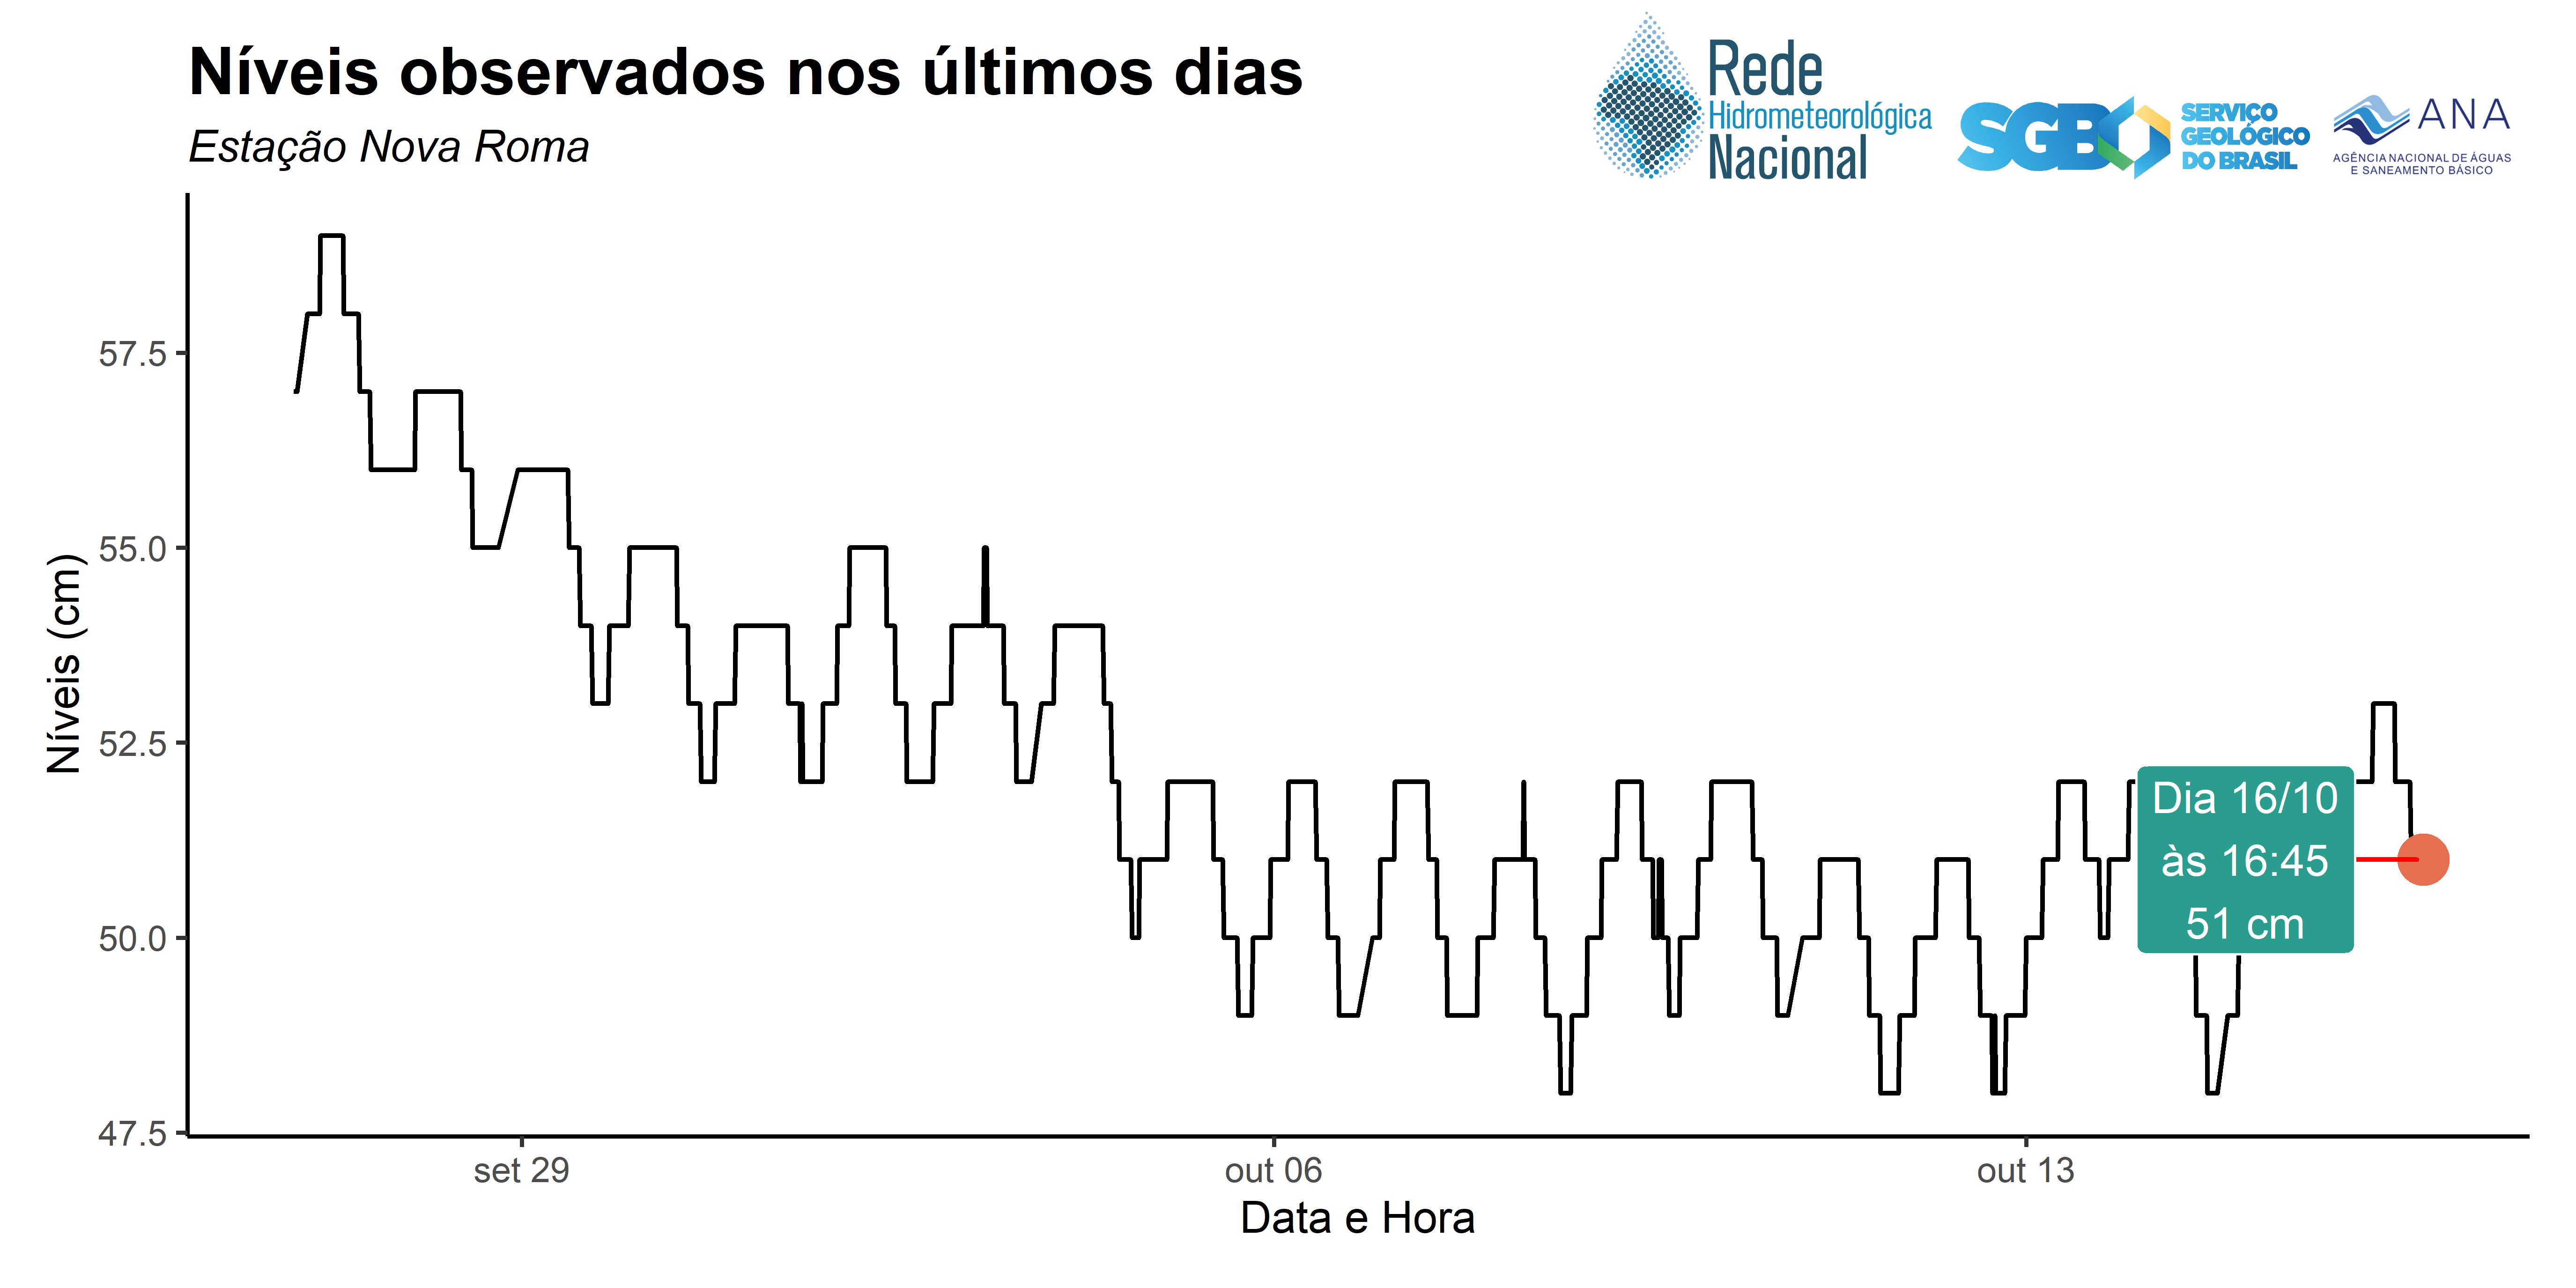 Níveis observados nos últimos dias
Estação Nova Roma
Rede
Hidrometeorológica
Nacional
SGB
SERVIÇO
GEOLÓGICO
DO BRASIL
ANA
AGÊNCIA NACIONAL DE ÁGUAS
E SANEAMENTO BÁSICO
Níveis (cm)
57.5
55.0
52.5
50.0
47.5
Dia 16/10
às 16:45
51 cm
set 29
out 06
out 13
Data e Hora